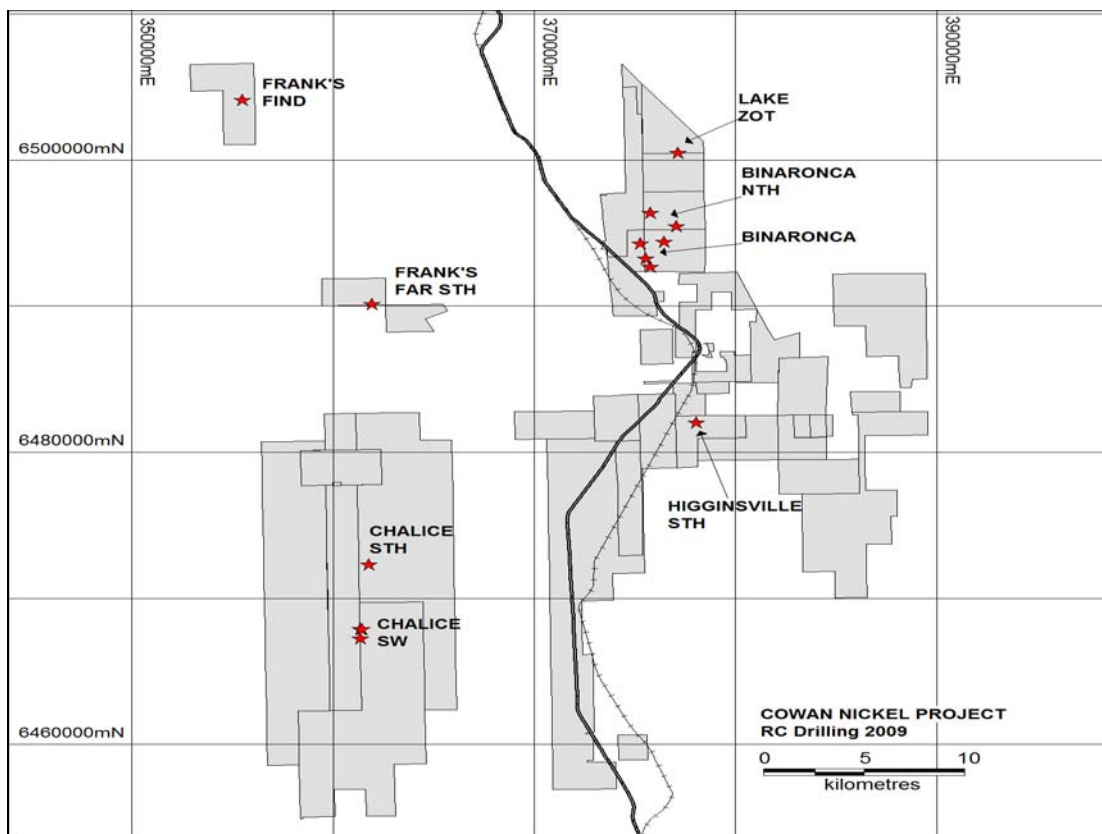 350000mE
370000mE
390000mE
FRANK'S
FIND
LAKE
ZOT
6500000mN
BINARONCA
NTH
BINARONCA
FRANK'S
FAR STH
6480000mN
HIGGINSVILLE
STH
CHALICE
STH
CHALICE
SW
6460000mN
COWAN NICKEL PROJECT
RC Drilling 2009
0 5 10
kilometres